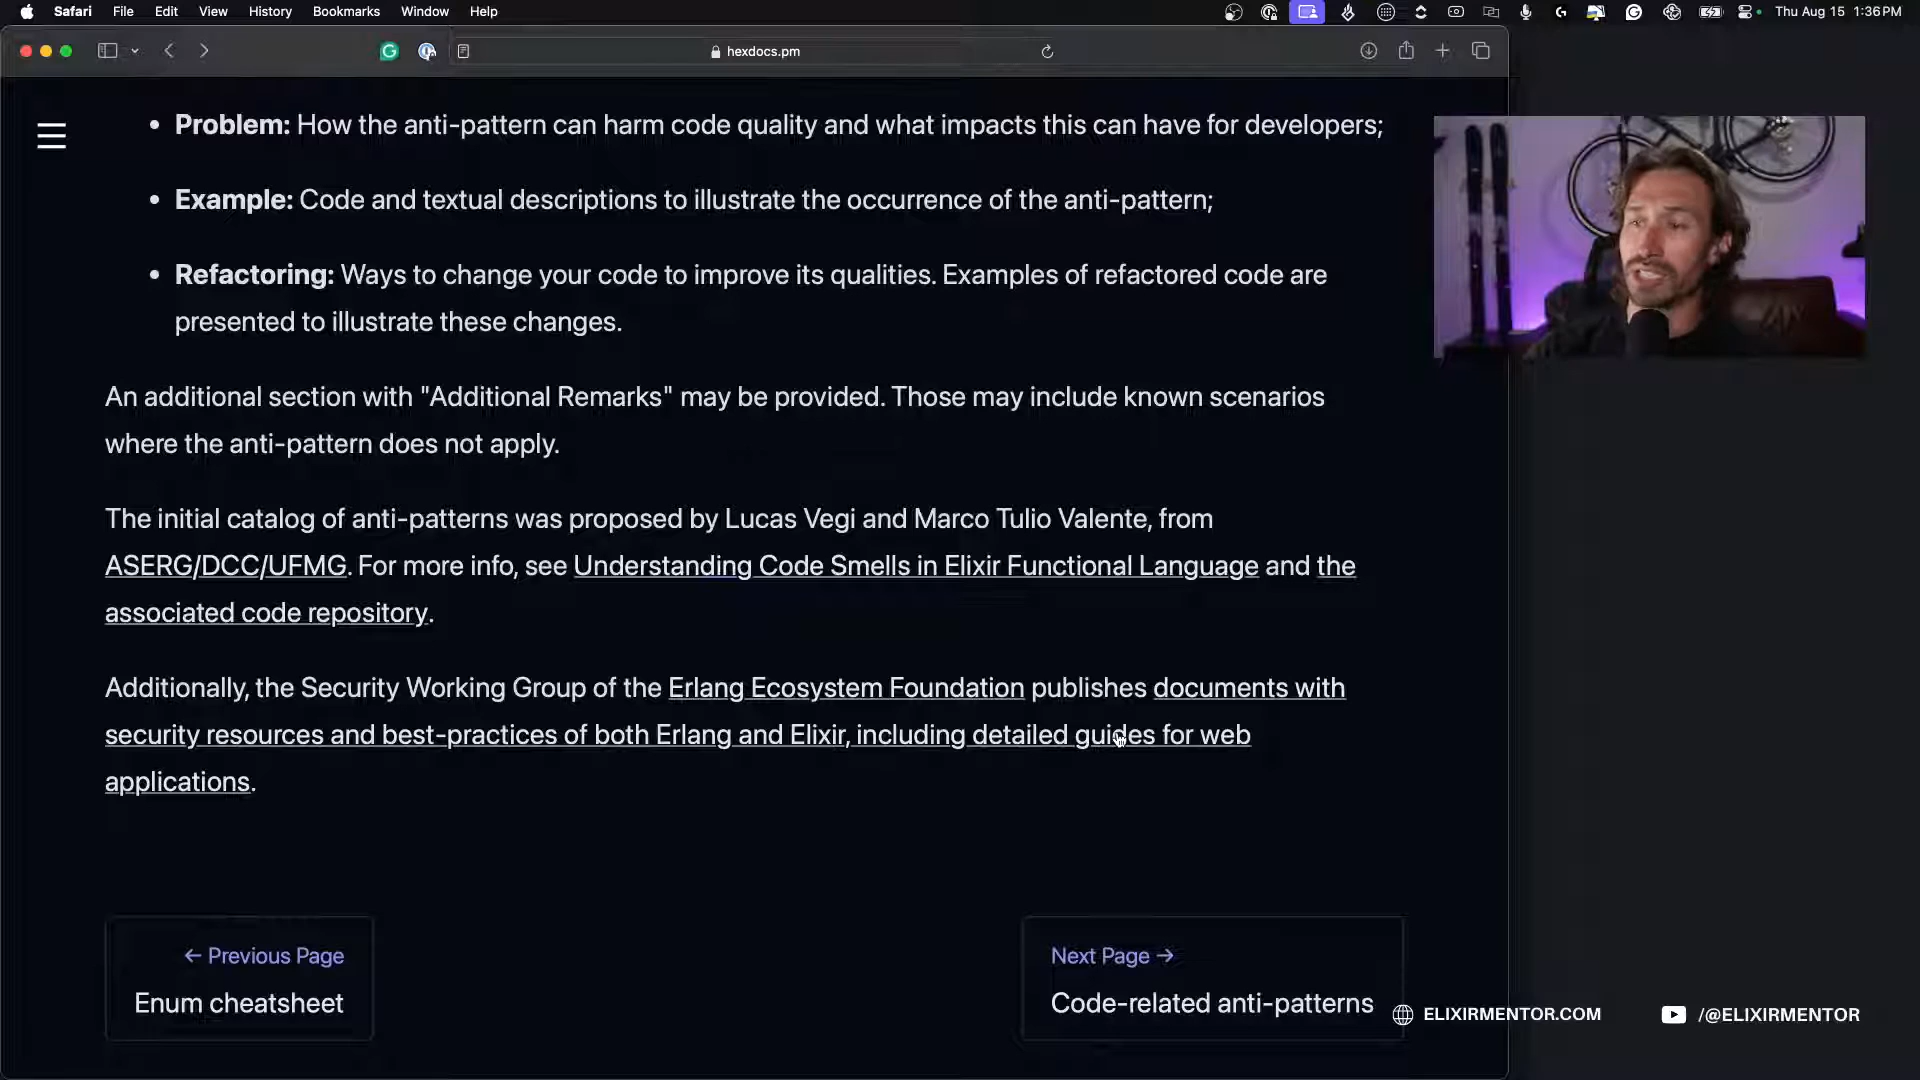 Safari File Edit View History Bookmarks Window Help Thu Aug 15 1:36 PM
hexdocs.pm
• Problem: How the anti-pattern can harm code quality and what impacts this can have for developers;
• Example: Code and textual descriptions to illustrate the occurrence of the anti-pattern;
• Refactoring: Ways to change your code to improve its qualities. Examples of refactored code are
presented to illustrate these changes.
An additional section with "Additional Remarks" may be provided. Those may include known scenarios
where the anti-pattern does not apply.
The initial catalog of anti-patterns was proposed by Lucas Vegi and Marco Tulio Valente, from
ASERG/DCC/UFMG. For more info, see Understanding Code Smells in Elixir Functional Language and the
associated code repository.
Additionally, the Security Working Group of the Erlang Ecosystem Foundation publishes documents with
security resources and best-practices of both Erlang and Elixir, including detailed guides for web
applications.
← Previous Page
Enum cheatsheet
Next Page →
Code-related anti-patterns
ELIXIRMENTOR.COM
/@ELIXIRMENTOR